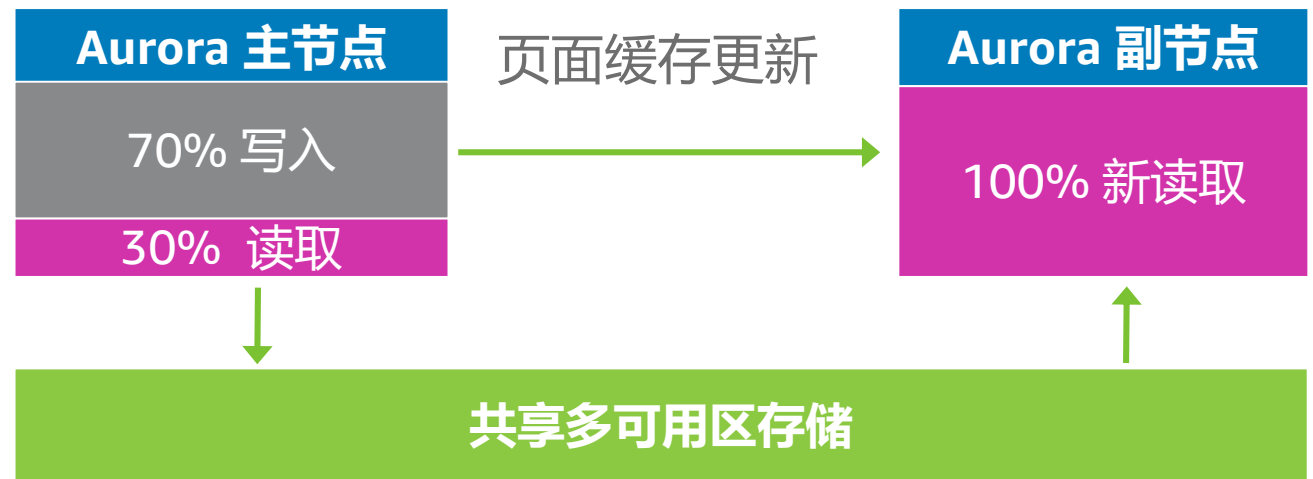 Aurora 主节点
页面缓存更新
Aurora 副节点
70% 写入
100% 新读取
30% 读取
共享多可用区存储